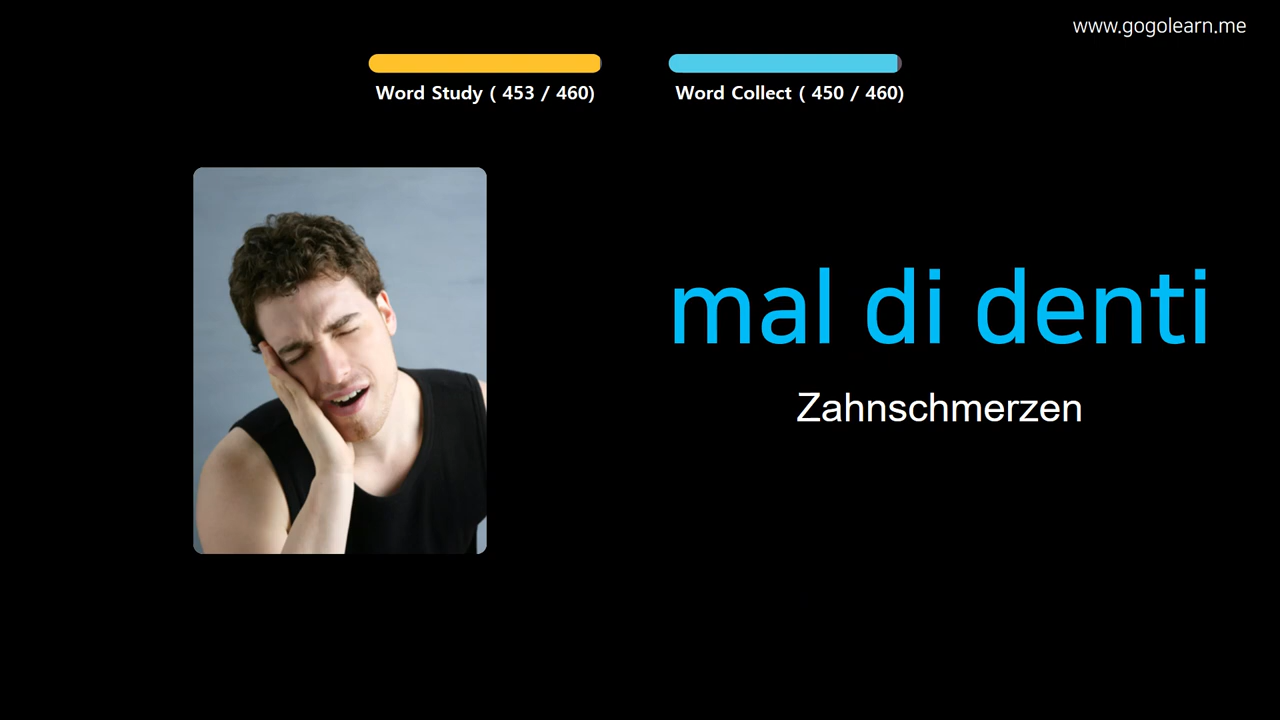 www.gogolearn.me
Word Study ( 453 / 460)
Word Collect ( 450 / 460)
mal di denti
Zahnschmerzen